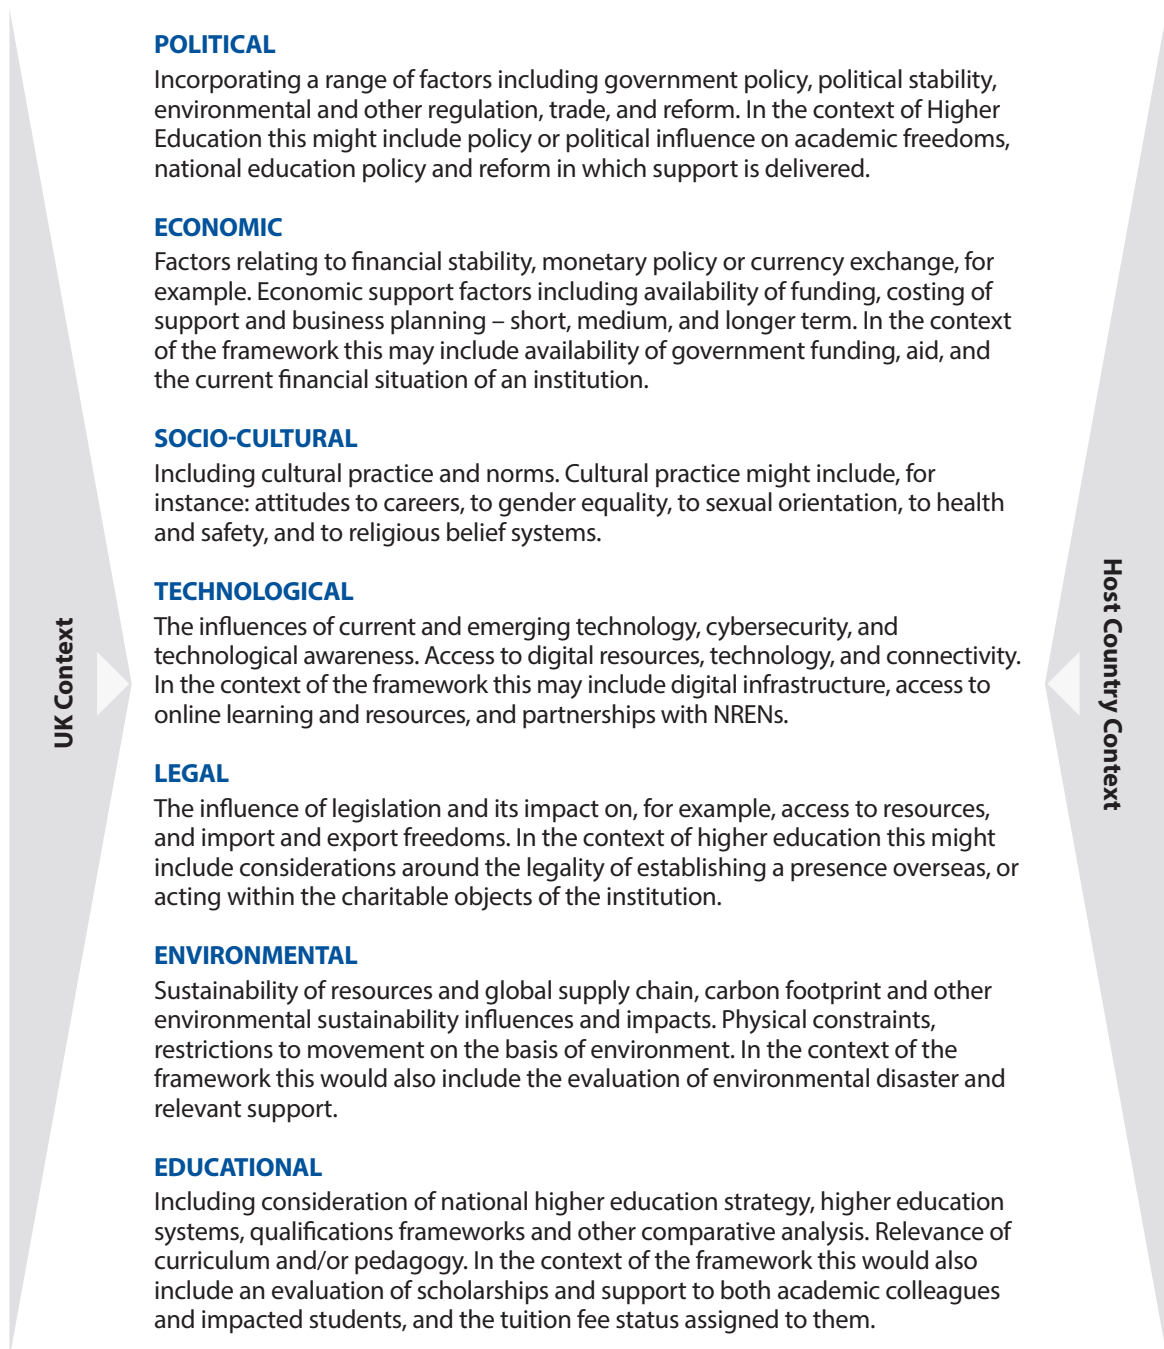 POLITICAL
Incorporating a range of factors including government policy, political stability,
environmental and other regulation, trade, and reform. In the context of Higher
Education this might include policy or political influence on academic freedoms,
national education policy and reform in which support is delivered.
ECONOMIC
Factors relating to financial stability, monetary policy or currency exchange, for
example. Economic support factors including availability of funding, costing of
support and business planning – short, medium, and longer term. In the context
of the framework this may include availability of government funding, aid, and
the current financial situation of an institution.
SOCIO-CULTURAL
Including cultural practice and norms. Cultural practice might include, for
instance: attitudes to careers, to gender equality, to sexual orientation, to health
and safety, and to religious belief systems.
TECHNOLOGICAL
The influences of current and emerging technology, cybersecurity, and
technological awareness. Access to digital resources, technology, and connectivity.
In the context of the framework this may include digital infrastructure, access to
online learning and resources, and partnerships with NRENs.
LEGAL
The influence of legislation and its impact on, for example, access to resources,
and import and export freedoms. In the context of higher education this might
include considerations around the legality of establishing a presence overseas, or
acting within the charitable objects of the institution.
ENVIRONMENTAL
Sustainability of resources and global supply chain, carbon footprint and other
environmental sustainability influences and impacts. Physical constraints,
restrictions to movement on the basis of environment. In the context of the
framework this would also include the evaluation of environmental disaster and
relevant support.
EDUCATIONAL
Including consideration of national higher education strategy, higher education
systems, qualifications frameworks and other comparative analysis. Relevance of
curriculum and/or pedagogy. In the context of the framework this would also
include an evaluation of scholarships and support to both academic colleagues
and impacted students, and the tuition fee status assigned to them.
UK Context
Host Country Context